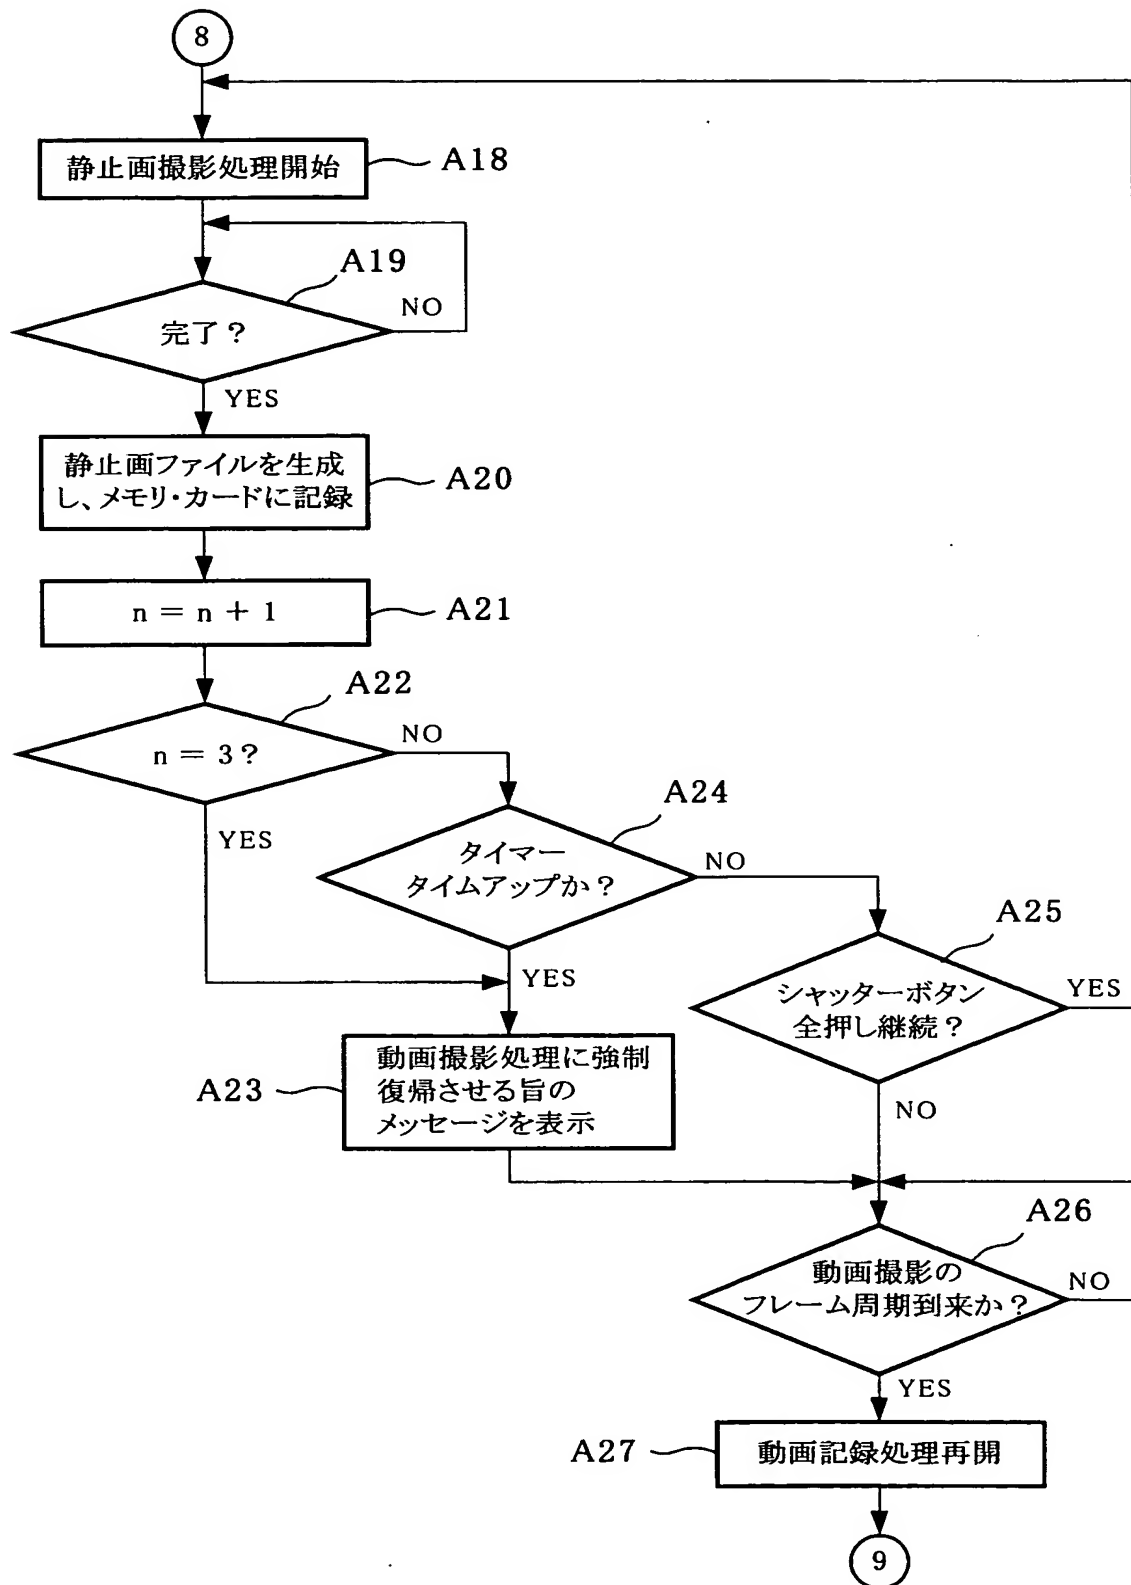 8
静止画撮影処理開始
A18
A19
完了?
NO
YES
静止画ファイルを生成
し、メモリ・カードに記録
A20
n = n + 1
A21
A22
n = 3?
NO
YES
A24
タイマー
タイムアップか?
NO
YES
A25
シャッターボタン
全押し継続?
YES
NO
A23
動画撮影処理に強制
復帰させる旨の
メッセージを表示
A26
動画撮影の
フレーム周期到来か?
NO
YES
A27
動画記録処理再開
9